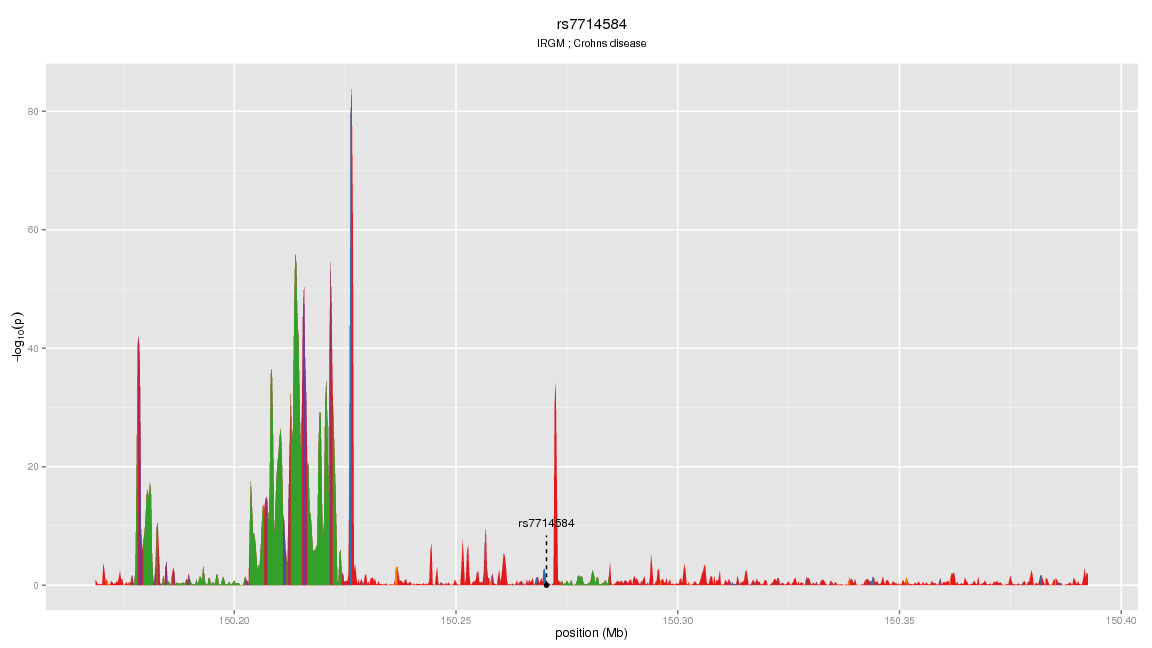 rs7714584
IRGM ; Crohns disease
80
60
40
20
0
−log10(p)
rs7714584
150.20
150.25
150.30
150.35
150.40
position (Mb)